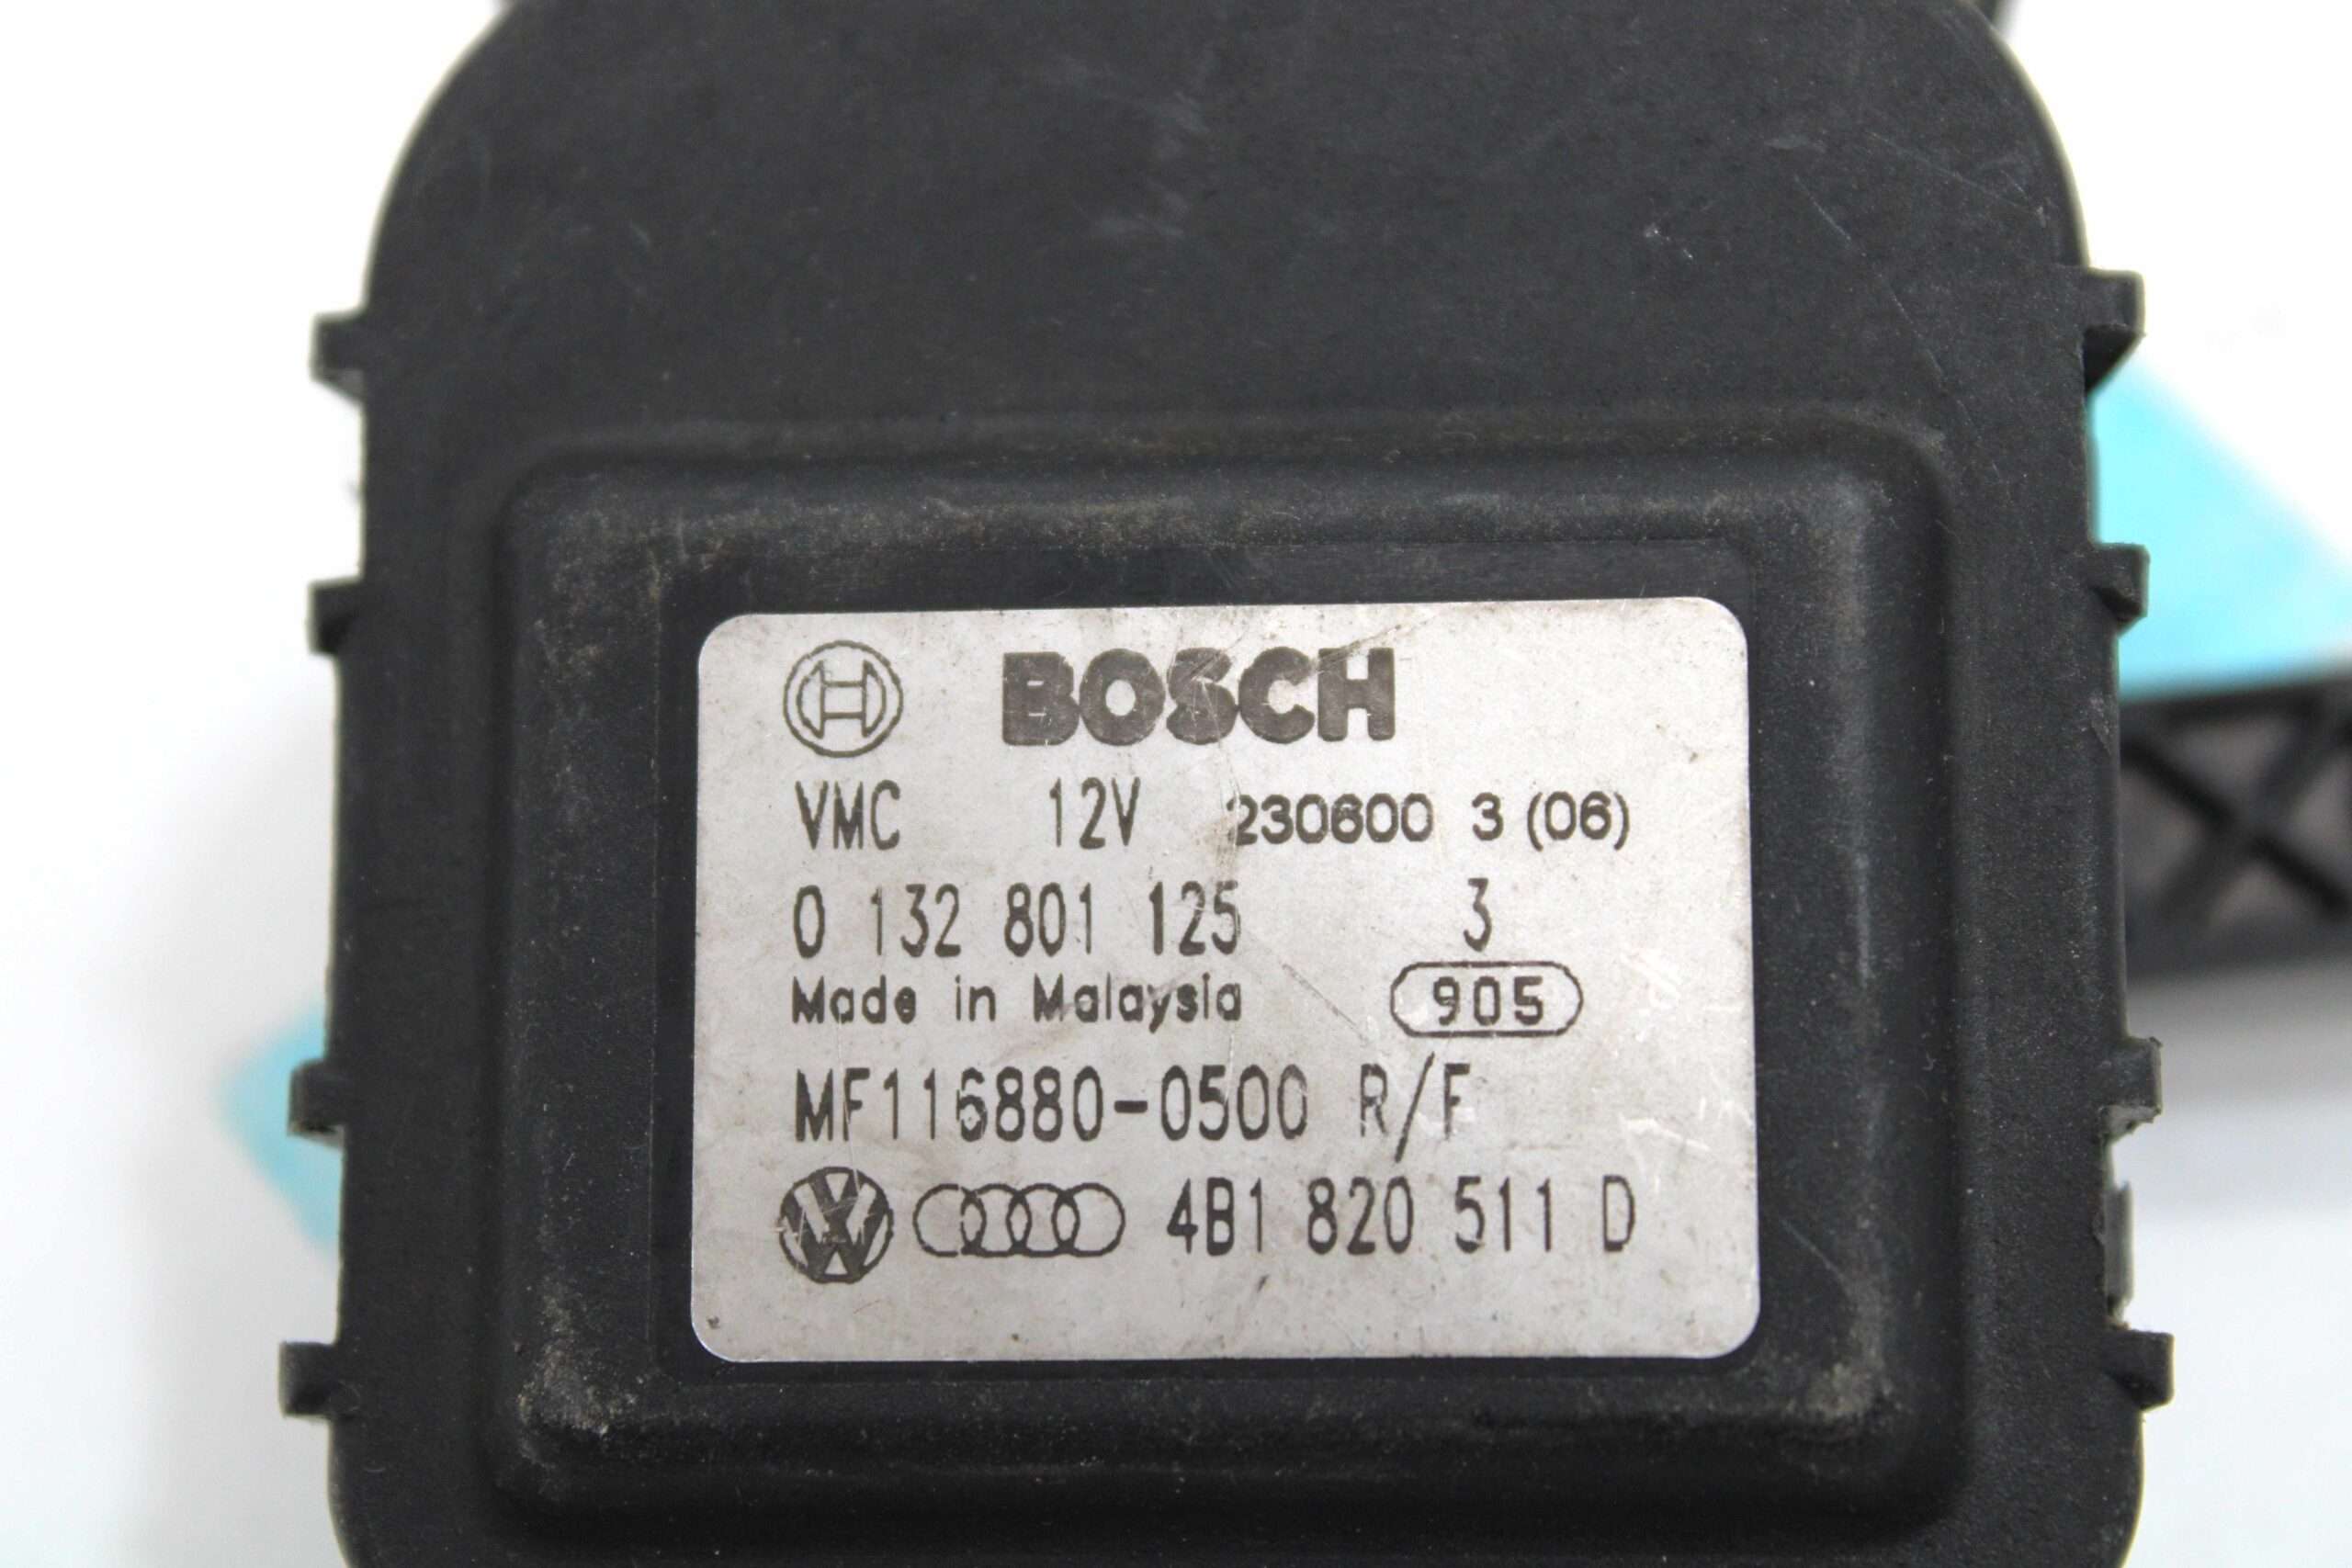 BOSCH
VMC 12V 230600 3 (06)
0 132 801 125 3
Made in Malaysia 905
MF116880-0500 R/F
4B1 820 511 D